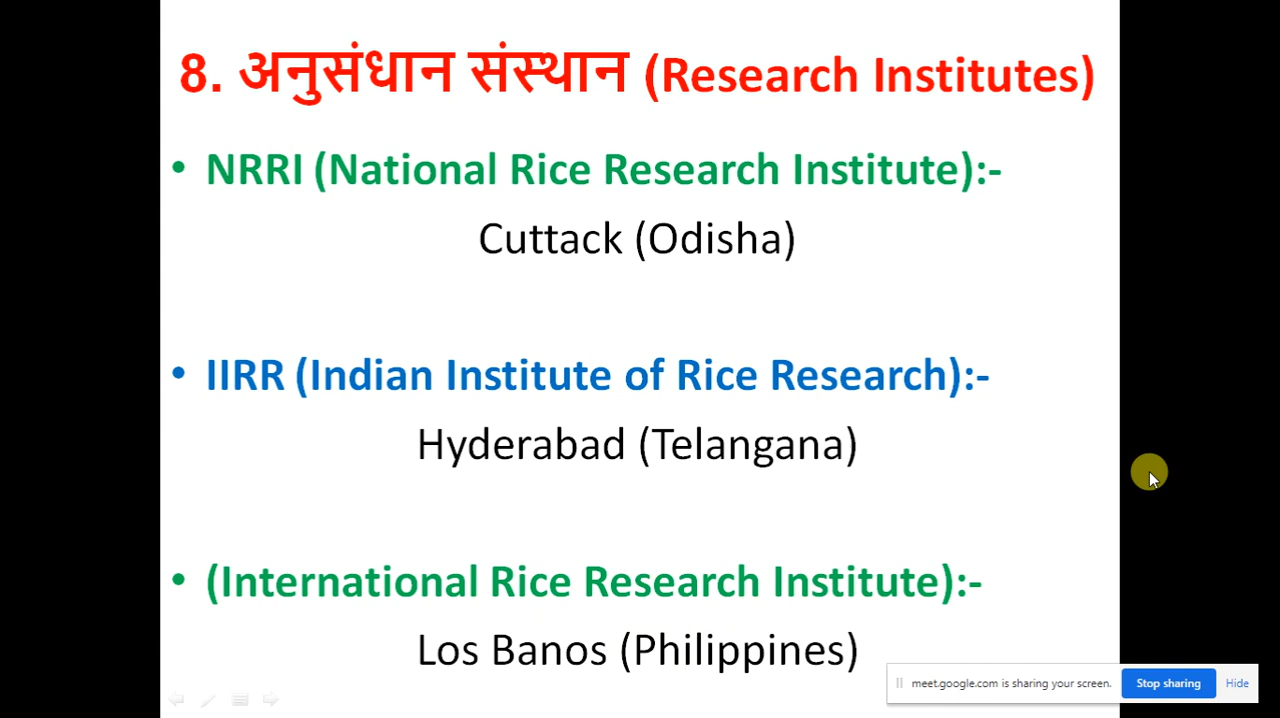 8. अनुसंधान संस्थान (Research Institutes)
• NRRI (National Rice Research Institute):-
Cuttack (Odisha)
• IIRR (Indian Institute of Rice Research):-
Hyderabad (Telangana)
• (International Rice Research Institute):-
Los Banos (Philippines)
meet.google.com is sharing your screen. Stop sharing Hide